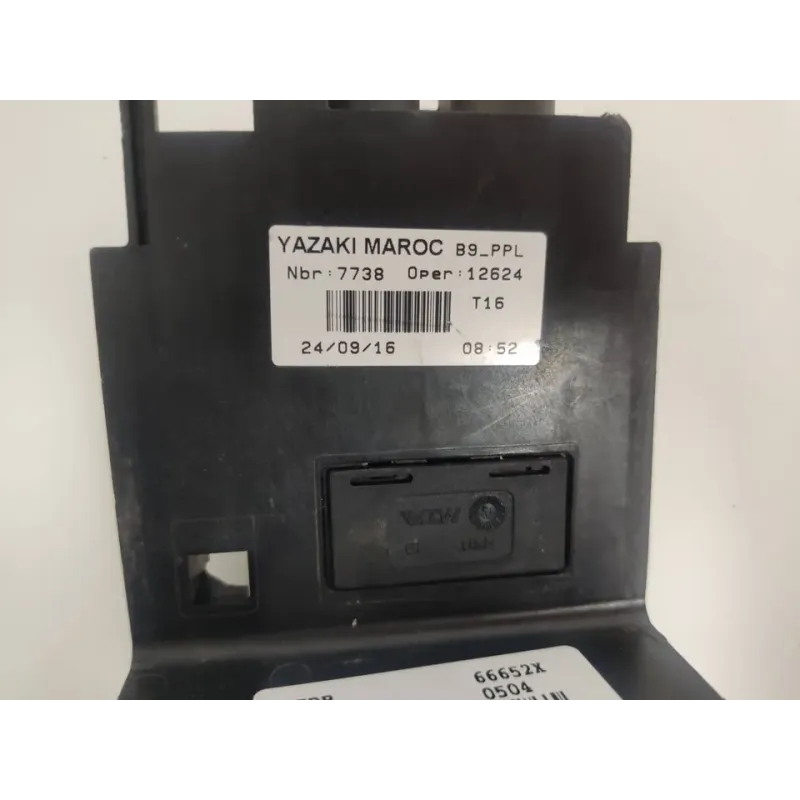 YAZAKI MAROC B9_PPL
Nbr:7738 Oper:12624
T16
24/09/16 08:52
66652X
0504